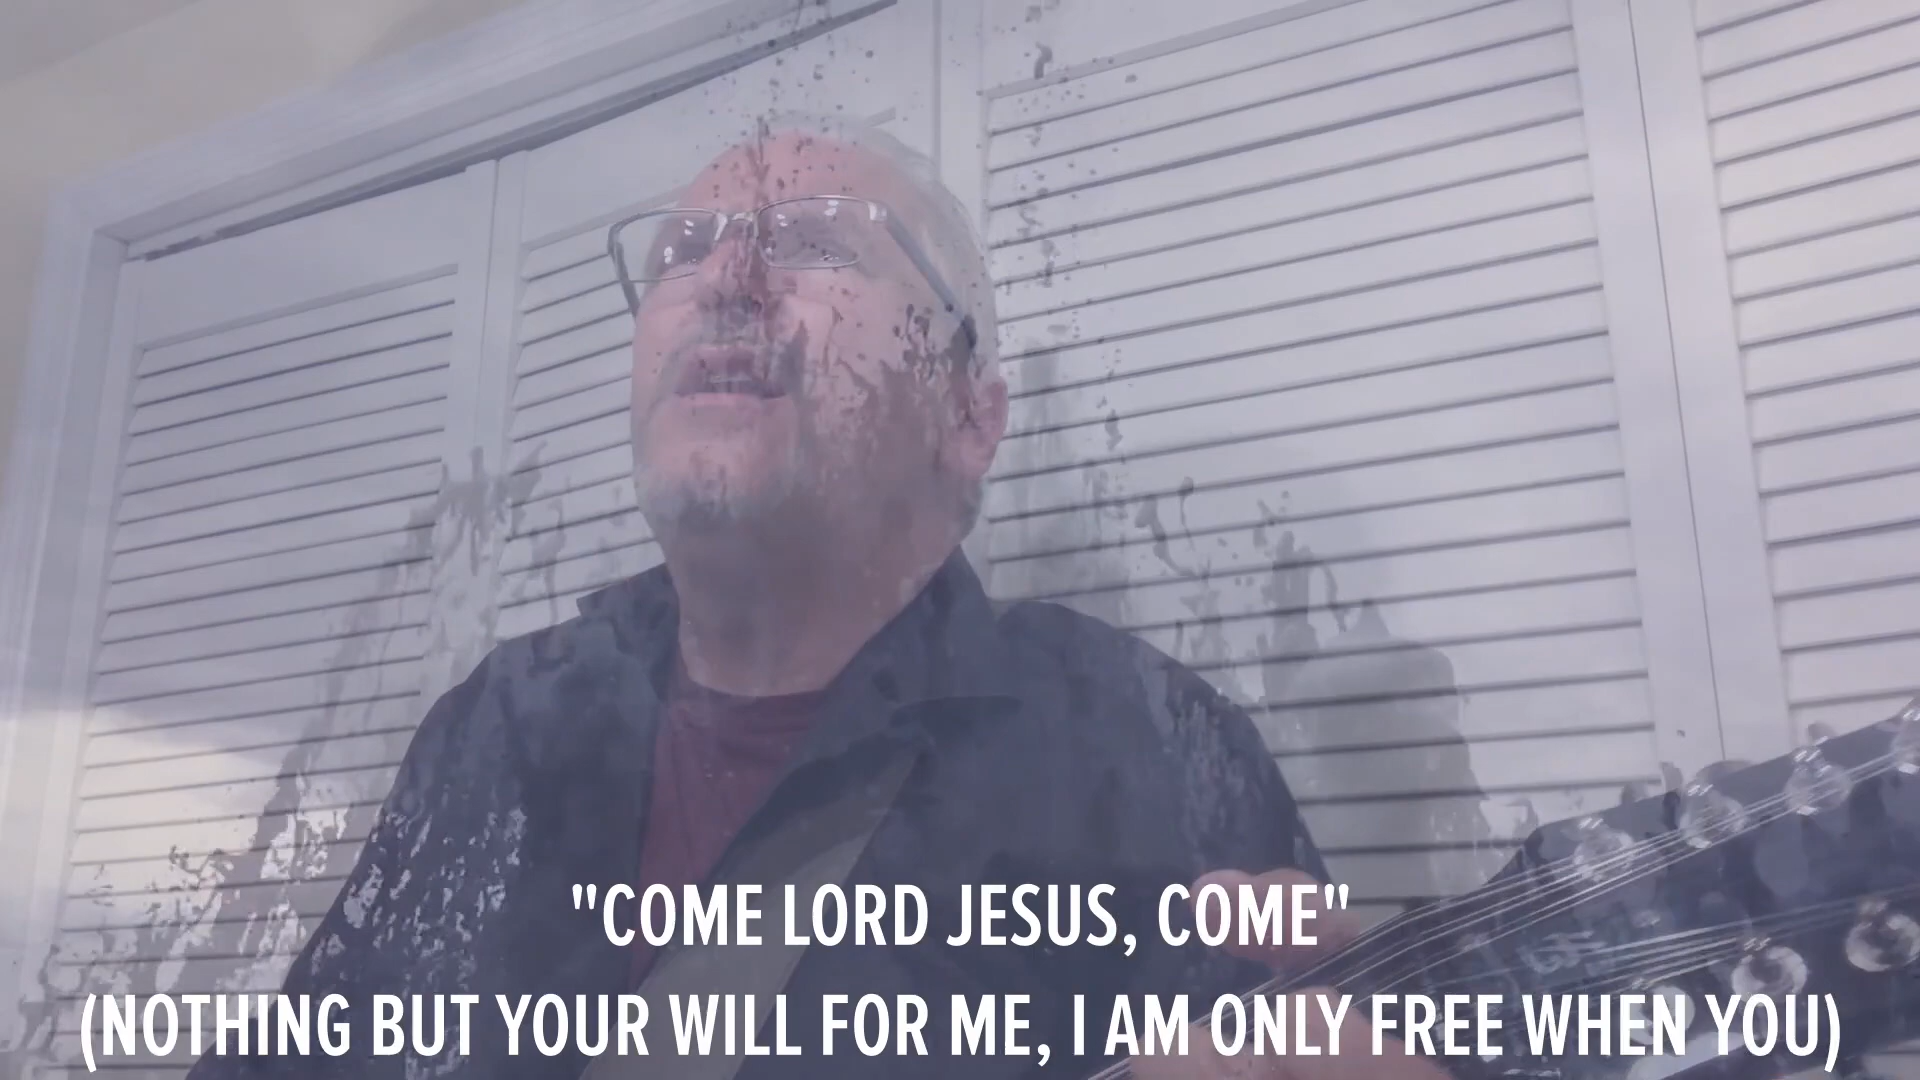 "COME LORD JESUS, COME"
(NOTHING BUT YOUR WILL FOR ME, I AM ONLY FREE WHEN YOU)